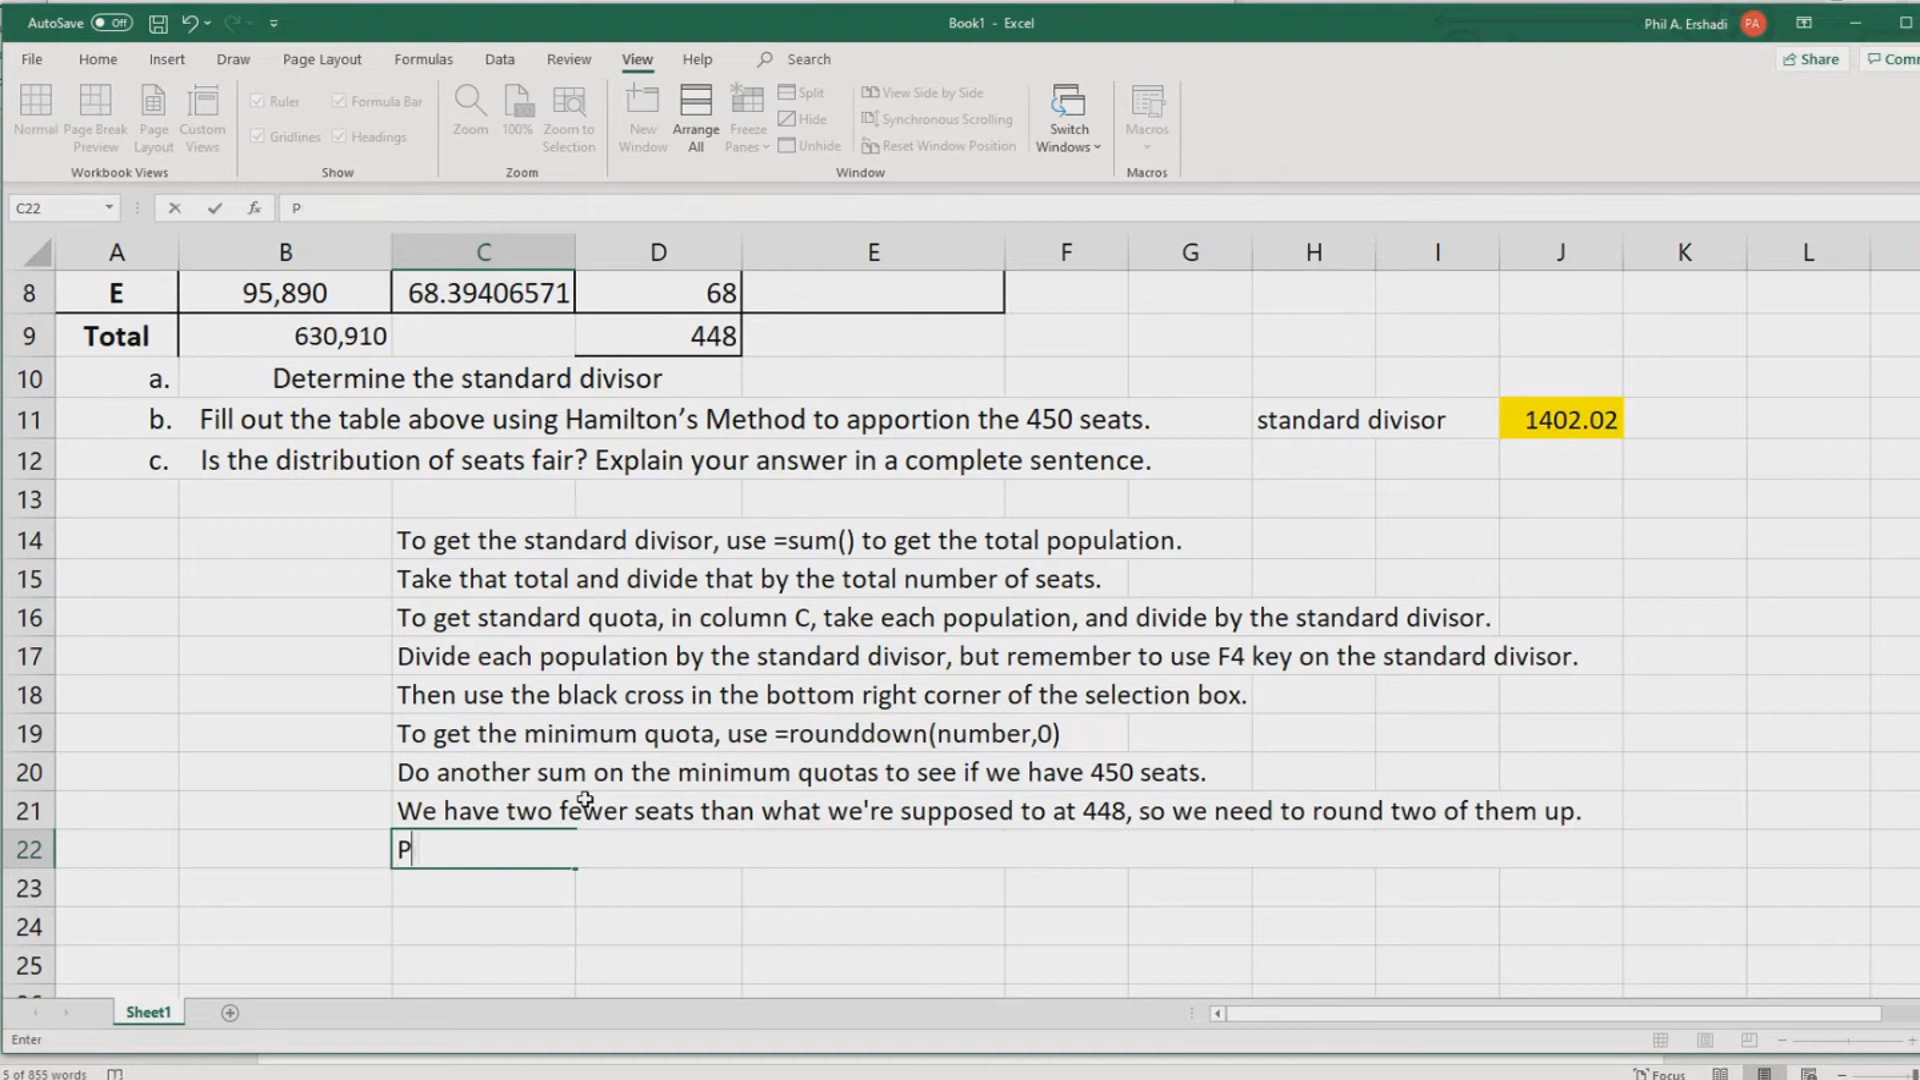 AutoSave Off
Book1 - Excel
Phil A. Ershadi PA
File Home Insert Draw Page Layout Formulas Data Review View Help Search
Share Comm
Normal Page Break Preview Page Layout Custom Views
Workbook Views
Ruler Formula Bar
Gridlines Headings
Show
Zoom 100% Zoom to Selection
Zoom
New Window Arrange All Freeze Panes
Split
Hide
Unhide
View Side by Side
Synchronous Scrolling
Reset Window Position
Switch Windows
Window
Macros
Macros
C22 fx P
A B C D E F G H I J K L
8 E 95,890 68.39406571 68
9 Total 630,910 448
10 a. Determine the standard divisor
11 b. Fill out the table above using Hamilton’s Method to apportion the 450 seats. standard divisor 1402.02
12 c. Is the distribution of seats fair? Explain your answer in a complete sentence.
13
14 To get the standard divisor, use =sum() to get the total population.
15 Take that total and divide that by the total number of seats.
16 To get standard quota, in column C, take each population, and divide by the standard divisor.
17 Divide each population by the standard divisor, but remember to use F4 key on the standard divisor.
18 Then use the black cross in the bottom right corner of the selection box.
19 To get the minimum quota, use =rounddown(number,0)
20 Do another sum on the minimum quotas to see if we have 450 seats.
21 We have two fewer seats than what we're supposed to at 448, so we need to round two of them up.
22 P
23
24
25
Sheet1
Enter
5 of 855 words
Focus